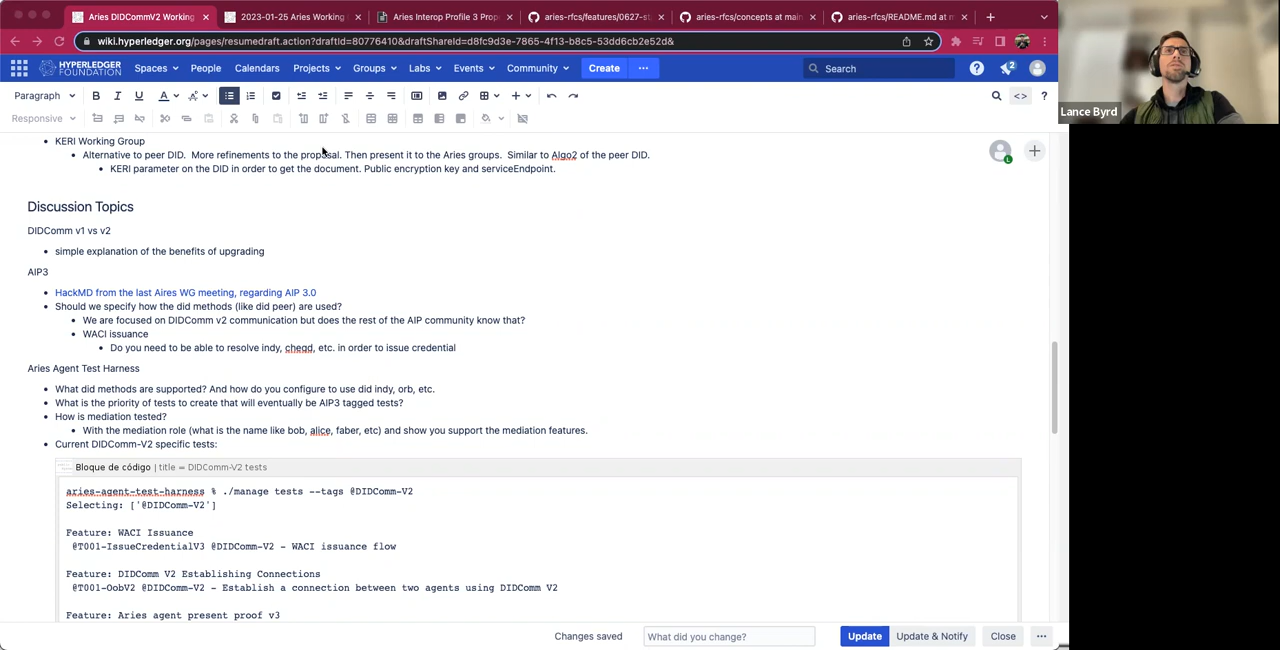 Aries DIDCommV2 Working
2023-01-25 Aries Working
Aries Interop Profile 3 Prop
aries-rfcs/features/0627-st
aries-rfcs/concepts at main
aries-rfcs/README.md at m
wiki.hyperledger.org/pages/resumedraft.action?draftId=80776410&draftShareId=d8fc9d3e-7865-4f13-b8c5-53dd6cb2e52d&
HYPERLEDGER FOUNDATION Spaces People Calendars Projects Groups Labs Events Community Create Search 2
Paragraph
Responsive
Lance Byrd
KERI Working Group
Alternative to peer DID. More refinements to the proposal. Then present it to the Aries groups. Similar to Algo2 of the peer DID.
KERI parameter on the DID in order to get the document. Public encryption key and serviceEndpoint.
Discussion Topics
DIDComm v1 vs v2
simple explanation of the benefits of upgrading
AIP3
HackMD from the last Aires WG meeting, regarding AIP 3.0
Should we specify how the did methods (like did peer) are used?
We are focused on DIDComm v2 communication but does the rest of the AIP community know that?
WACI issuance
Do you need to be able to resolve indy, cheqd, etc. in order to issue credential
Aries Agent Test Harness
What did methods are supported? And how do you configure to use did indy, orb, etc.
What is the priority of tests to create that will eventually be AIP3 tagged tests?
How is mediation tested?
With the mediation role (what is the name like bob, alice, faber, etc) and show you support the mediation features.
Current DIDComm-V2 specific tests:
Bloque de código | title = DIDComm-V2 tests
aries-agent-test-harness % ./manage tests --tags @DIDComm-V2
Selecting: ['@DIDComm-V2']
Feature: WACI Issuance
@T001-IssueCredentialV3 @DIDComm-V2 - WACI issuance flow
Feature: DIDComm V2 Establishing Connections
@T001-OobV2 @DIDComm-V2 - Establish a connection between two agents using DIDComm V2
Feature: Aries agent present proof v3
Changes saved What did you change? Update Update & Notify Close